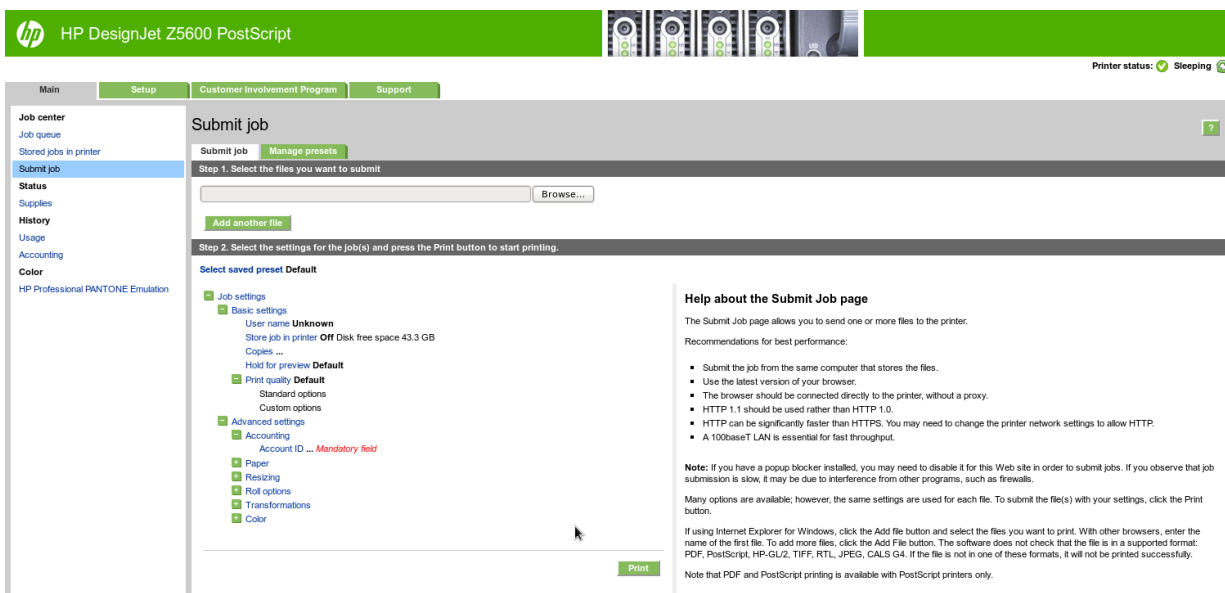 hp
HP DesignJet Z5600 PostScript
Printer status: Sleeping
Main
Setup
Customer Involvement Program
Support
Job center
Job queue
Stored jobs in printer
Submit job
Status
Supplies
History
Usage
Accounting
Color
HP Professional PANTONE Emulation
Submit job
?
Submit job
Manage presets
Step 1. Select the files you want to submit
Browse...
Add another file
Step 2. Select the settings for the job(s) and press the Print button to start printing.
Select saved preset Default
Job settings
Basic settings
User name Unknown
Store job in printer Off Disk free space 43.3 GB
Copies ...
Hold for preview Default
Print quality Default
Standard options
Custom options
Advanced settings
Accounting
Account ID ... Mandatory field
Paper
Resizing
Roll options
Transformations
Color
Print
Help about the Submit Job page
The Submit Job page allows you to send one or more files to the printer.
Recommendations for best performance:
Submit the job from the same computer that stores the files.
Use the latest version of your browser.
The browser should be connected directly to the printer, without a proxy.
HTTP 1.1 should be used rather than HTTP 1.0.
HTTP can be significantly faster than HTTPS. You may need to change the printer network settings to allow HTTP.
A 100baseT LAN is essential for fast throughput.
Note: If you have a popup blocker installed, you may need to disable it for this Web site in order to submit jobs. If you observe that job
submission is slow, it may be due to interference from other programs, such as firewalls.
Many options are available; however, the same settings are used for each file. To submit the file(s) with your settings, click the Print
button.
If using Internet Explorer for Windows, click the Add file button and select the files you want to print. With other browsers, enter the
name of the first file. To add more files, click the Add File button. The software does not check that the file is in a supported format:
PDF, PostScript, HP-GL/2, TIFF, RTL, JPEG, CALS G4. If the file is not in one of these formats, it will not be printed successfully.
Note that PDF and PostScript printing is available with PostScript printers only.